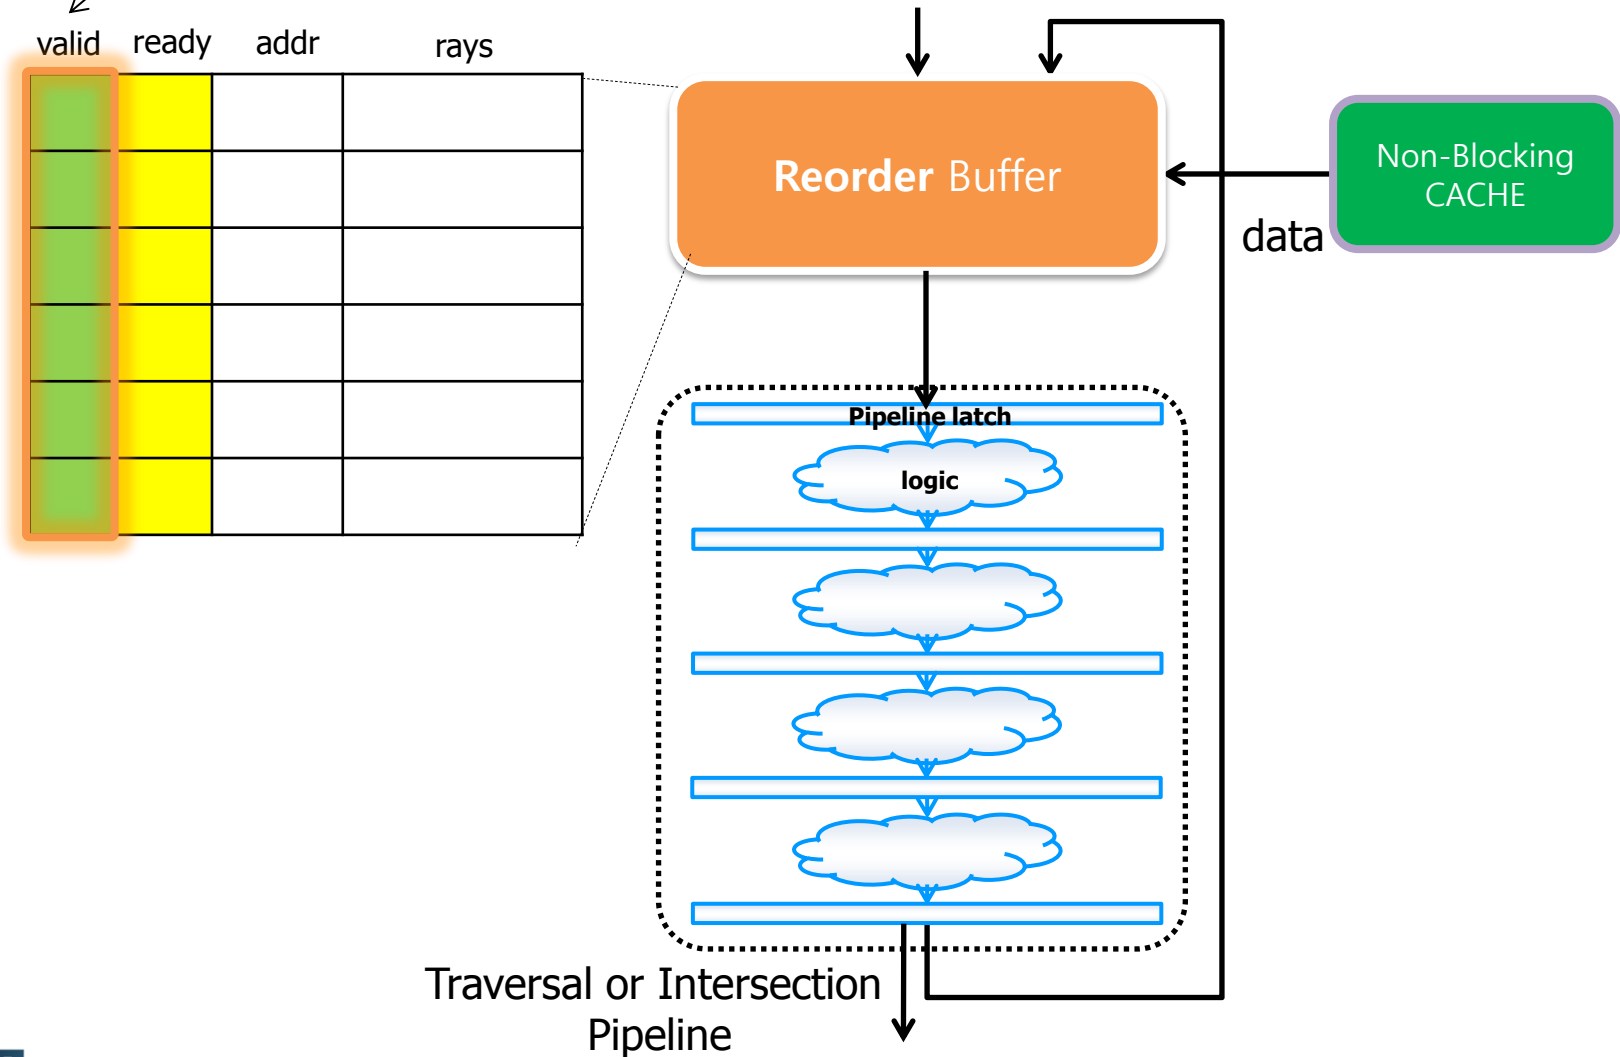 valid ready addr rays
Reorder Buffer
Non-Blocking
CACHE
data
Pipeline latch
logic
Traversal or Intersection
Pipeline